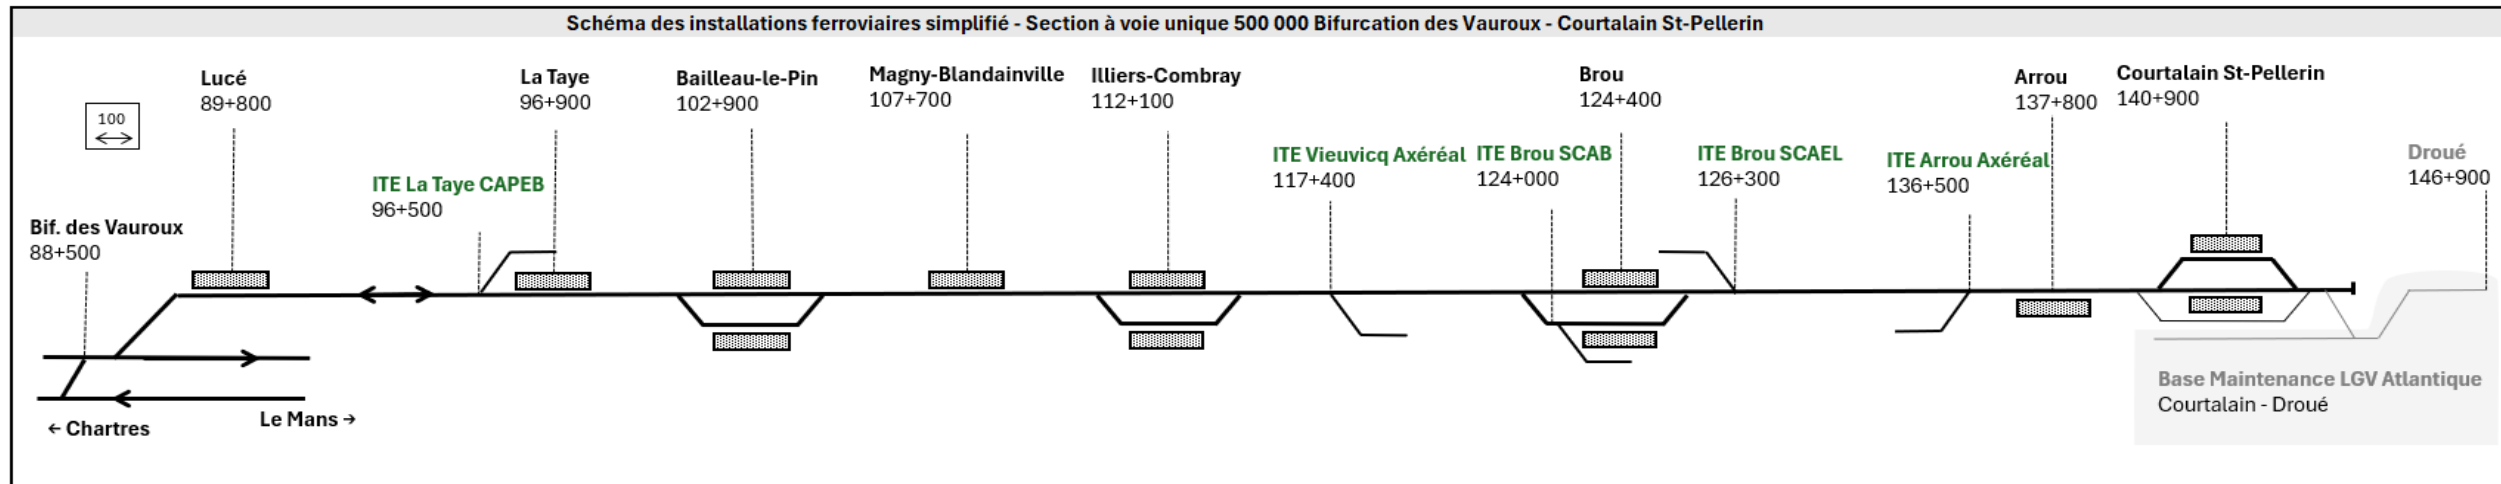 Schéma des installations ferroviaires simplifié - Section à voie unique 500 000 Bifurcation des Vauroux - Courtalain St-Pellerin
100
Bif. des Vauroux
88+500
Lucé
89+800
ITE La Taye CAPEB
96+500
La Taye
96+900
Bailleau-le-Pin
102+900
Magny-Blandainville
107+700
Illiers-Combray
112+100
ITE Vieuvicq Axéréal
117+400
ITE Brou SCAB
124+000
Brou
124+400
ITE Brou SCAEL
126+300
ITE Arrou Axéréal
136+500
Arrou
137+800
Courtalain St-Pellerin
140+900
Droué
146+900
← Chartres
Le Mans →
Base Maintenance LGV Atlantique
Courtalain - Droué